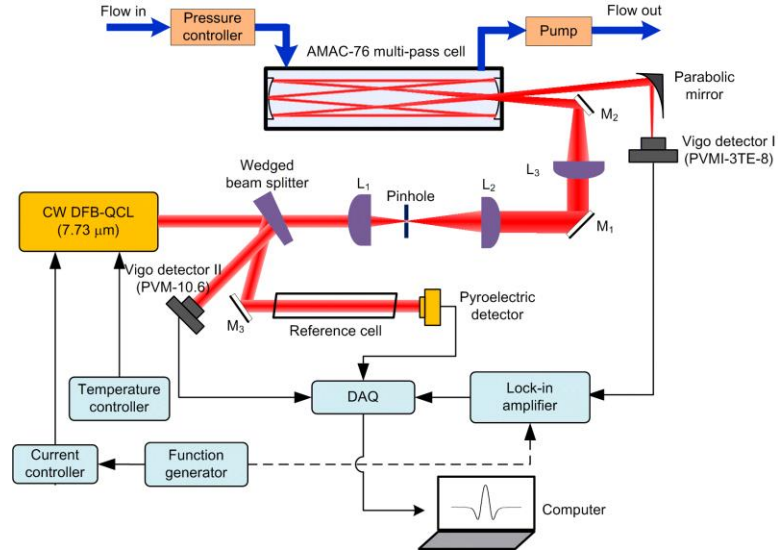 Flow in
Pressure
controller
Flow out
Pump
AMAC-76 multi-pass cell
Parabolic
mirror
M2
Vigo detector I
(PVMI-3TE-8)
Wedged
beam splitter
L1
Pinhole
L2
L3
M1
CW DFB-QCL
(7.73 μm)
Vigo detector II
(PVM-10.6)
M3
Reference cell
Pyroelectric
detector
Temperature
controller
DAQ
Lock-in
amplifier
Current
controller
Function
generator
Computer